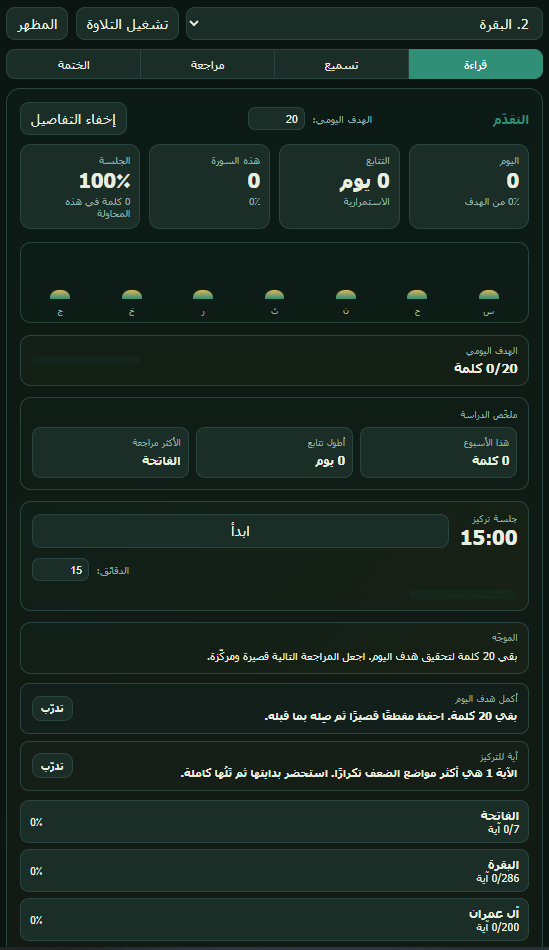 2. البقرة
تشغيل التلاوة
المظهر
قراءة
تسميع
مراجعة
الختمة
التقدّم
الهدف اليومي: 20
إخفاء التفاصيل
اليوم
0
0٪ من الهدف
التتابع
0 يوم
الاستمرارية
هذه السورة
0
0٪
الجلسة
100%
0 كلمة في هذه
المحاولة
س
ح
ن
ث
ر
خ
ج
الهدف اليومي
0/20 كلمة
ملخّص الدراسة
هذا الأسبوع
0 كلمة
أطول تتابع
0 يوم
الأكثر مراجعة
الفاتحة
جلسة تركيز
15:00
ابدأ
الدقائق: 15
الموجّه
بقي 20 كلمة لتحقيق هدف اليوم. اجعل المراجعة التالية قصيرة ومركّزة.
أكمل هدف اليوم
بقي 20 كلمة. احفظ مقطعًا قصيرًا ثم صِله بما قبله.
تدرّب
آية للتركيز
الآية 1 هي أكثر مواضع الضعف تكرارًا. استحضر بدايتها ثم تَلُها كاملة.
تدرّب
الفاتحة
0/7 آية
0%
البقرة
0/286 آية
0%
آل عمران
0/200 آية
0%